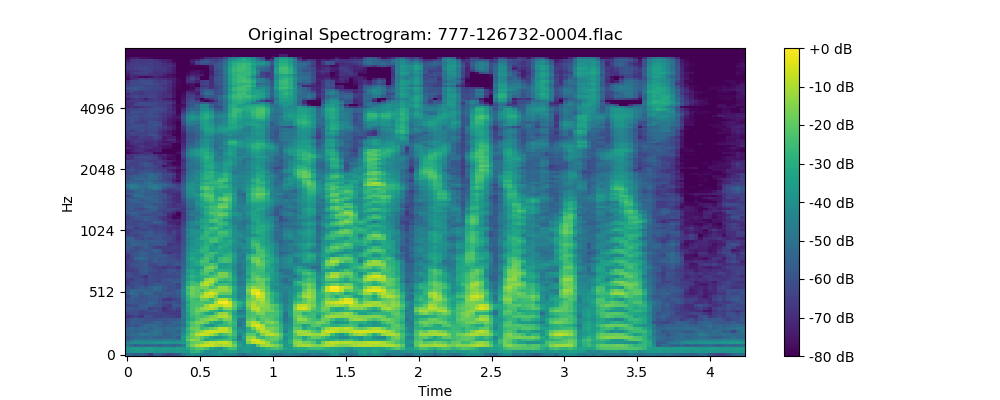 Original Spectrogram: 777-126732-0004.flac
Hz
4096
2048
1024
512
0
0 0.5 1 1.5 2 2.5 3 3.5 4
Time
+0 dB
-10 dB
-20 dB
-30 dB
-40 dB
-50 dB
-60 dB
-70 dB
-80 dB